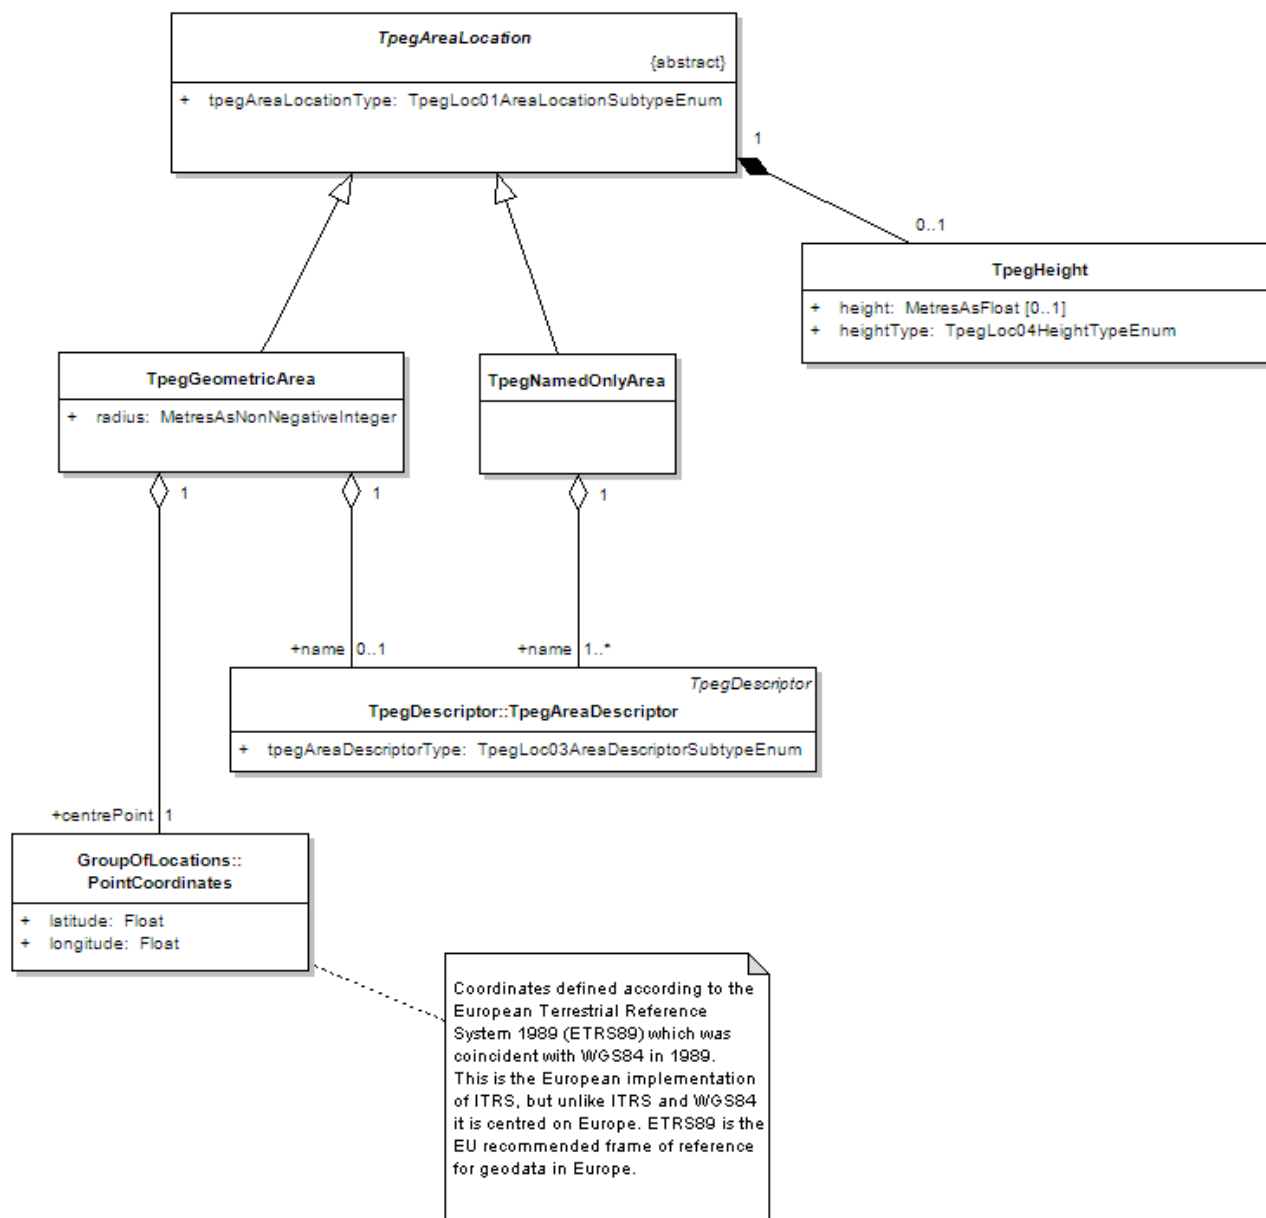 TpegAreaLocation
{abstract}
+ tpegAreaLocationType: TpegLoc01AreaLocationSubtypeEnum
1
0..1
TpegHeight
+ height: MetresAsFloat [0..1]
+ heightType: TpegLoc04HeightTypeEnum
TpegGeometricArea
+ radius: MetresAsNonNegativeInteger
TpegNamedOnlyArea
1
1
1
+name 0..1
+name 1..*
TpegDescriptor
TpegDescriptor::TpegAreaDescriptor
+ tpegAreaDescriptorType: TpegLoc03AreaDescriptorSubtypeEnum
+centrePoint 1
GroupOfLocations::
PointCoordinates
+ latitude: Float
+ longitude: Float
Coordinates defined according to the
European Terrestrial Reference
System 1989 (ETRS89) which was
coincident with WGS84 in 1989.
This is the European implementation
of ITRS, but unlike ITRS and WGS84
it is centred on Europe. ETRS89 is the
EU recommended frame of reference
for geodata in Europe.